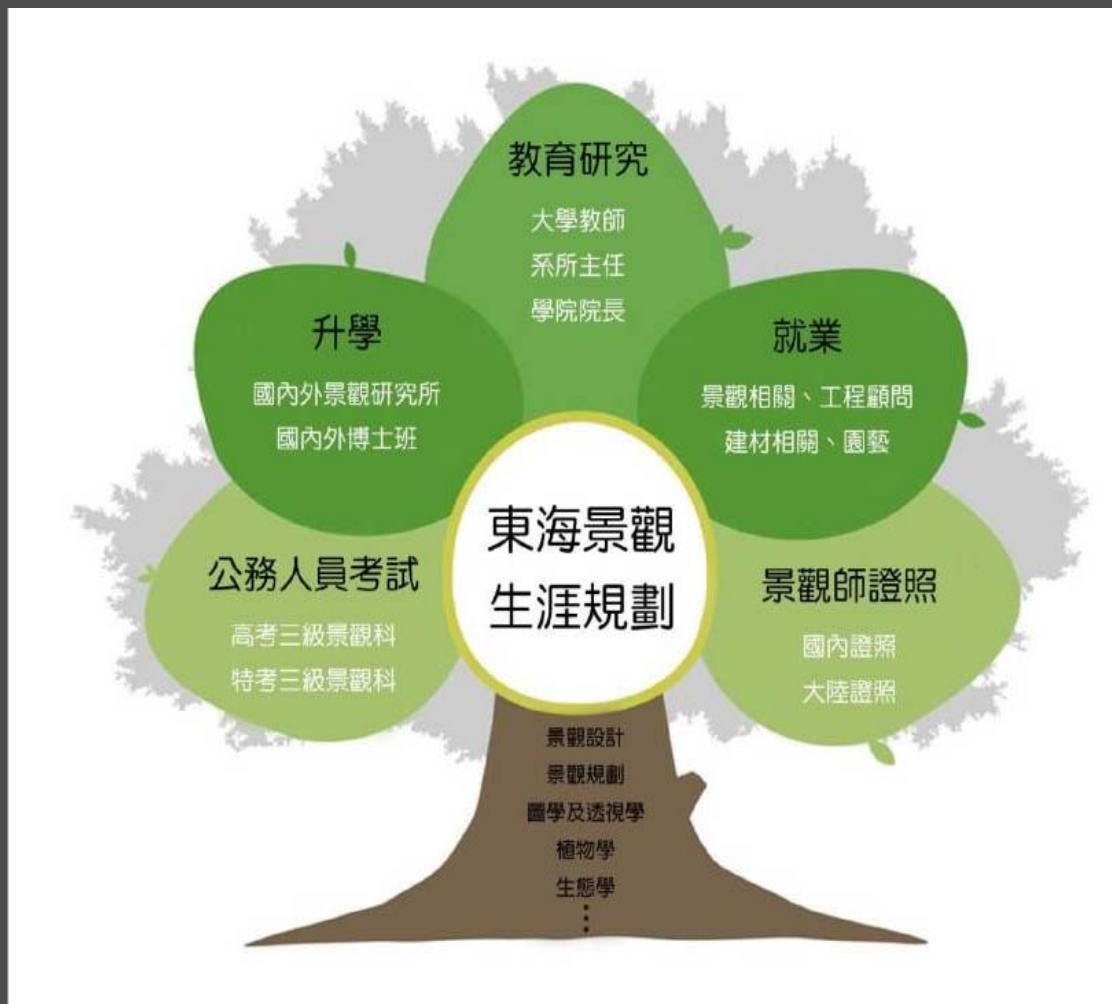 教育研究
大學教師
系所主任
學院院長
升學
國內外景觀研究所
國內外博士班
就業
景觀相關、工程顧問
建材相關、園藝
公務人員考試
高考三級景觀科
特考三級景觀科
東海景觀
生涯規劃
景觀師證照
國內證照
大陸證照
景觀設計
景觀規劃
圖學及透視學
植物學
生態學
⋮